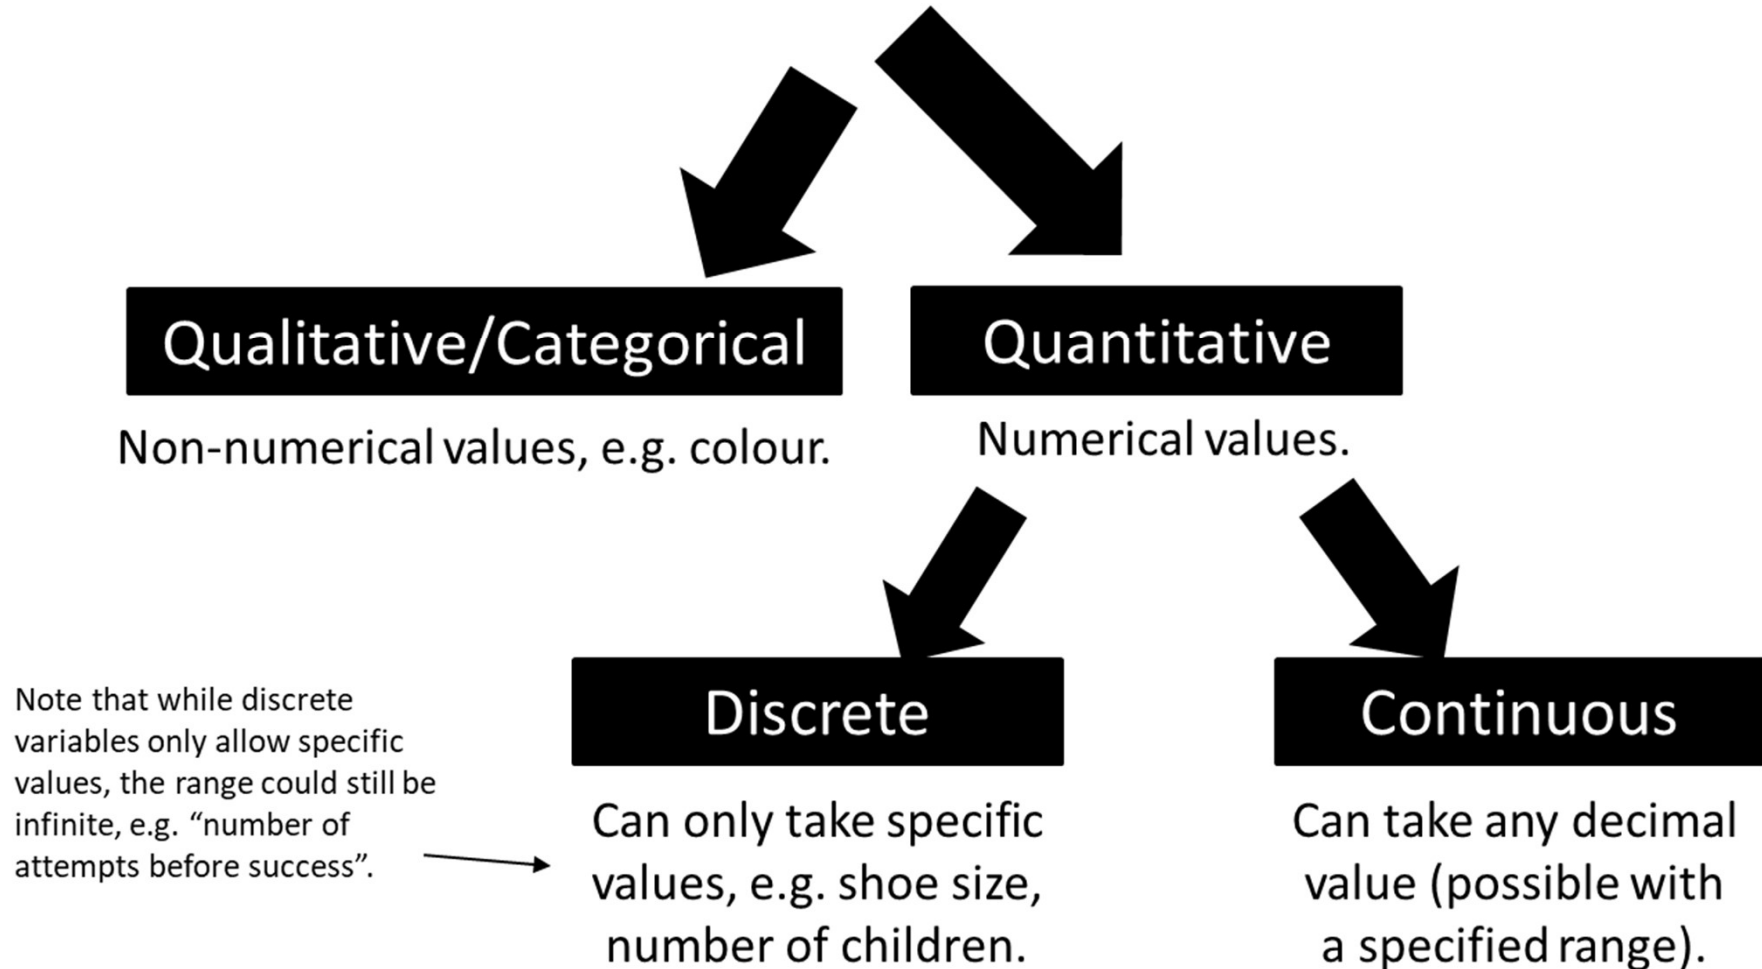 Qualitative/Categorical
Quantitative
Non-numerical values, e.g. colour.
Numerical values.
Discrete
Continuous
Note that while discrete
variables only allow specific
values, the range could still be
infinite, e.g. “number of
attempts before success”.
Can only take specific
values, e.g. shoe size,
number of children.
Can take any decimal
value (possible with
a specified range).